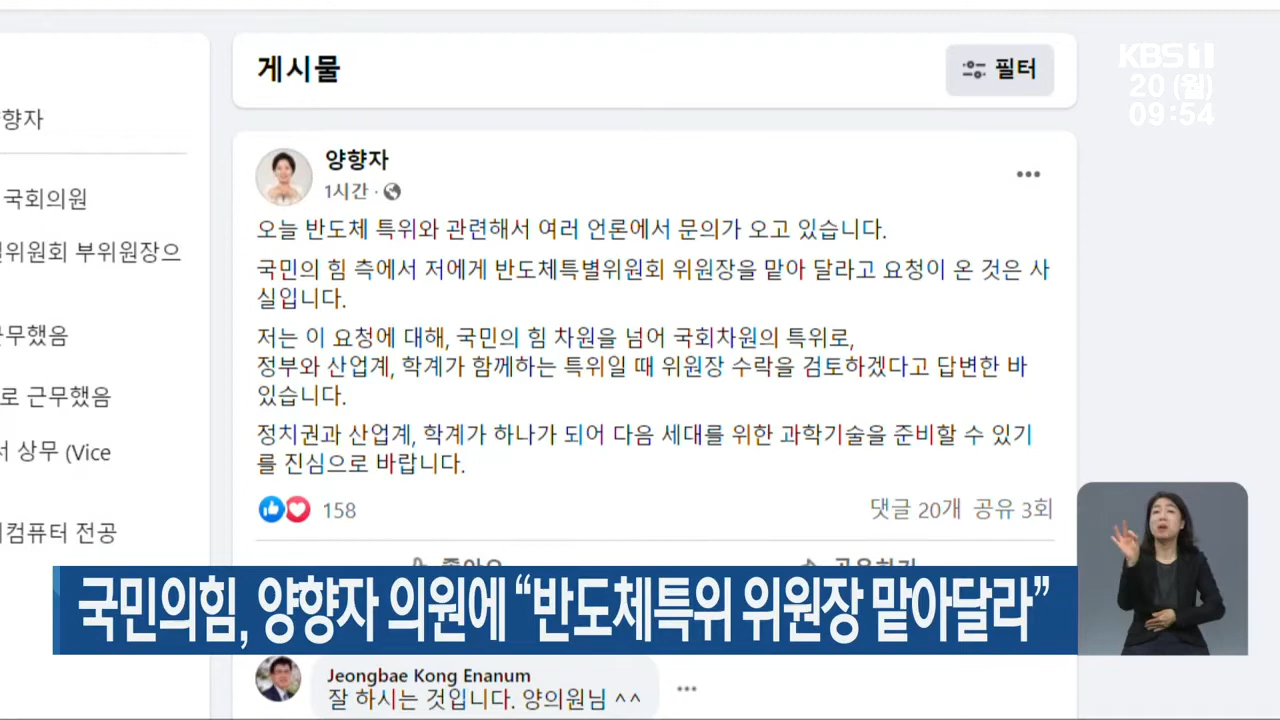 게시물
필터
KBS 1
20 (월)
09:54
향자
국회의원
위원회 부위원장으
근무했음
로 근무했음
서 상무 (Vice
컴퓨터 전공
양향자
1시간 ·
오늘 반도체 특위와 관련해서 여러 언론에서 문의가 오고 있습니다.
국민의 힘 측에서 저에게 반도체특별위원회 위원장을 맡아 달라고 요청이 온 것은 사
실입니다.
저는 이 요청에 대해, 국민의 힘 차원을 넘어 국회차원의 특위로,
정부와 산업계, 학계가 함께하는 특위일 때 위원장 수락을 검토하겠다고 답변한 바
있습니다.
정치권과 산업계, 학계가 하나가 되어 다음 세대를 위한 과학기술을 준비할 수 있기
를 진심으로 바랍니다.
158
댓글 20개 공유 3회
좋아요
공유하기
국민의힘, 양향자 의원에 “반도체특위 위원장 맡아달라”
Jeongbae Kong Enanum
잘 하시는 것입니다. 양의원님 ^^